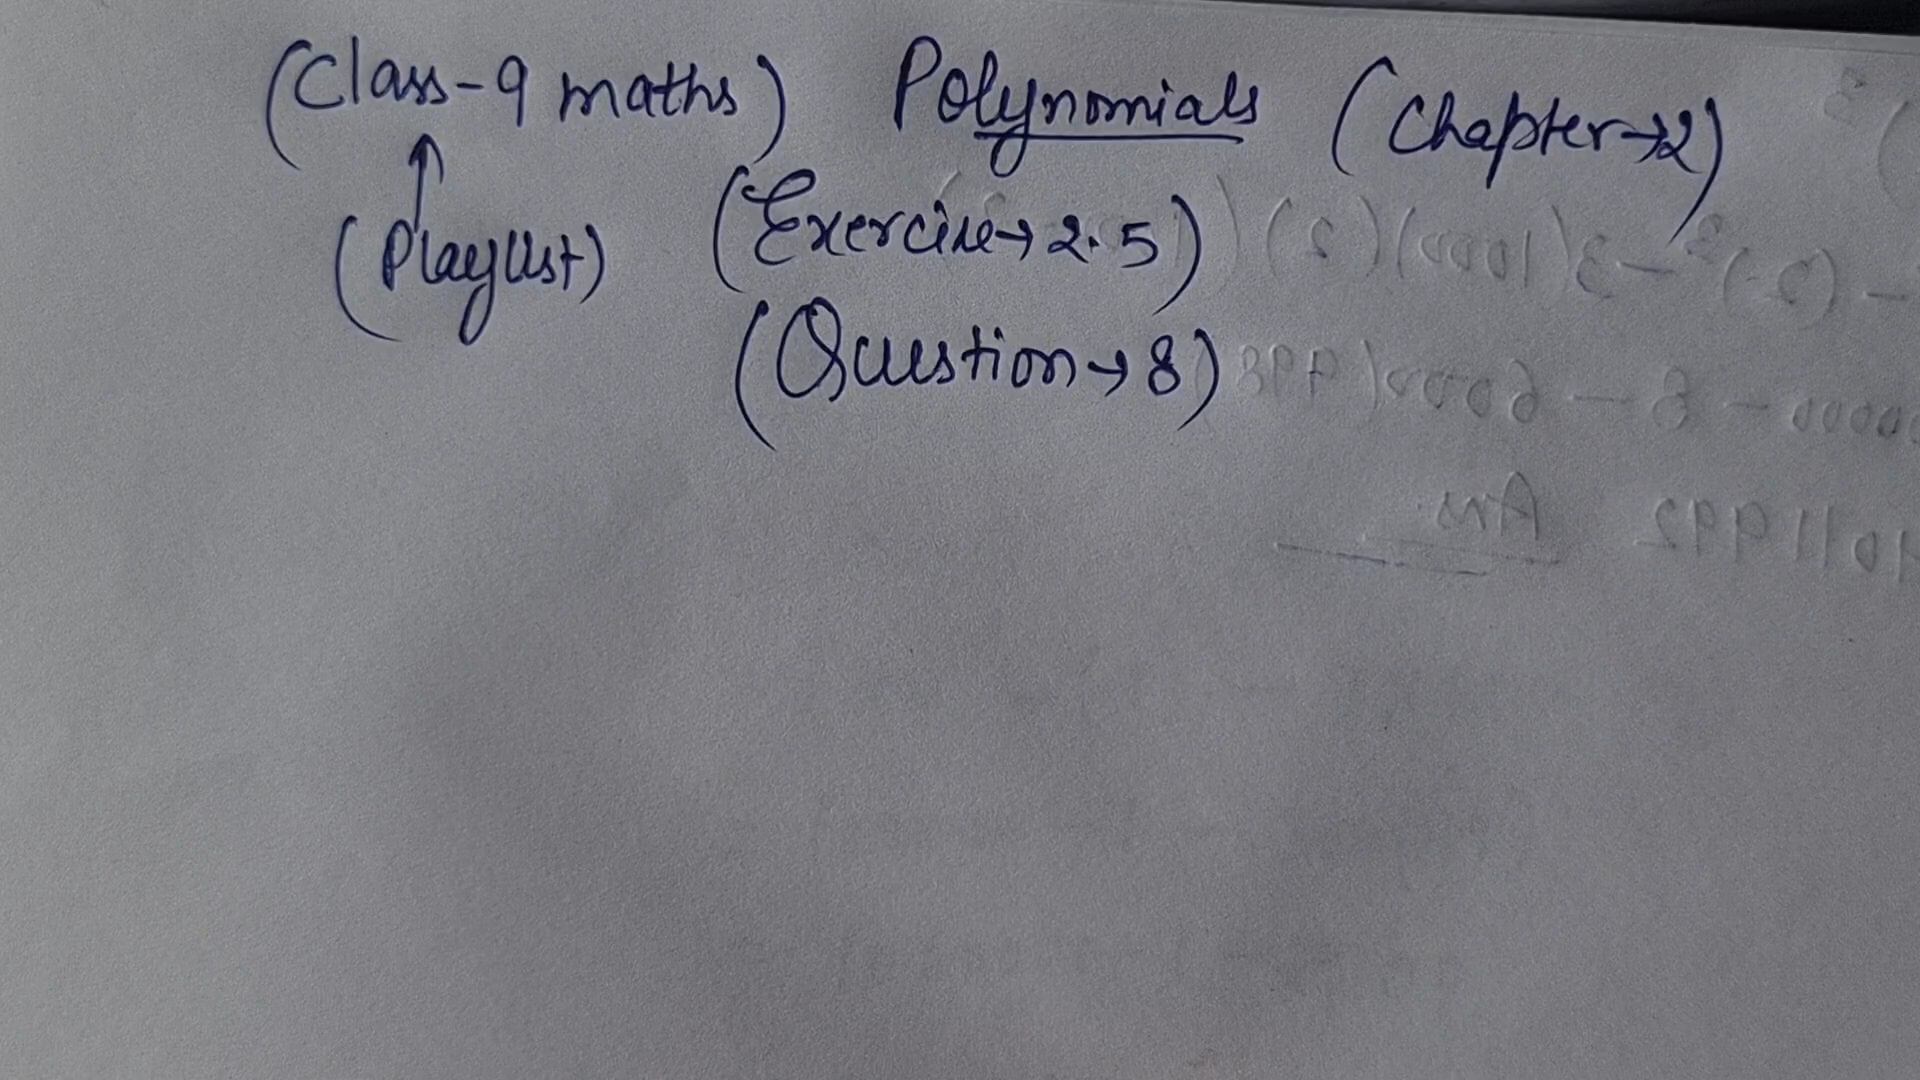 (Class-9 maths) Polynomials (Chapter→2)
(Playlist) (Exercise→2.5)
(Question→8)